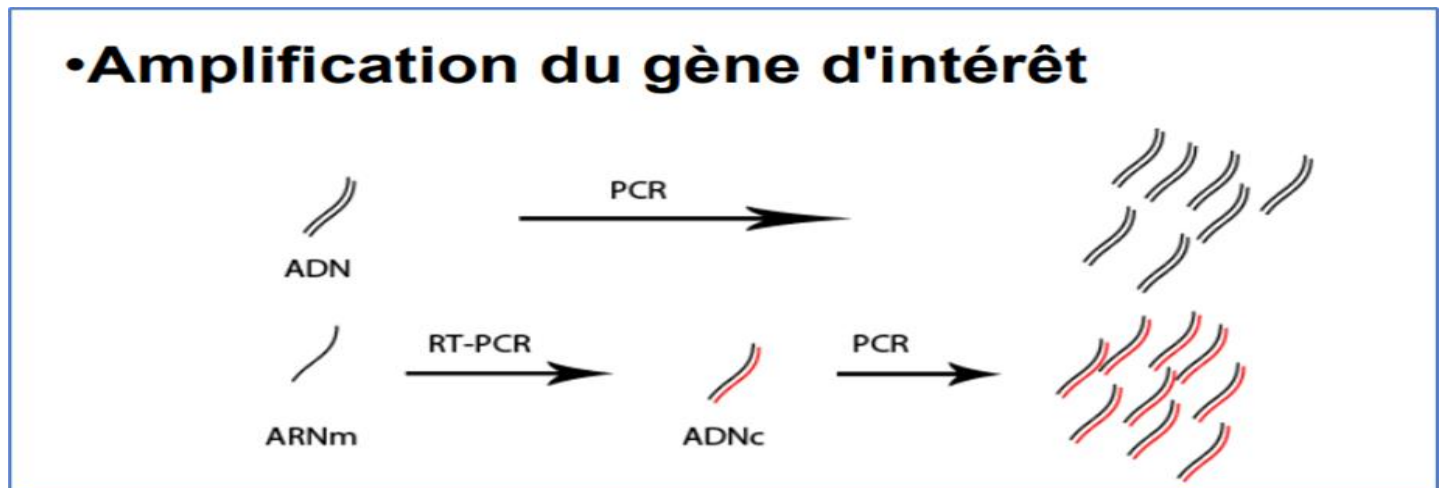 •Amplification du gène d'intérêt
PCR
ADN
RT-PCR
PCR
ARNm
ADNc